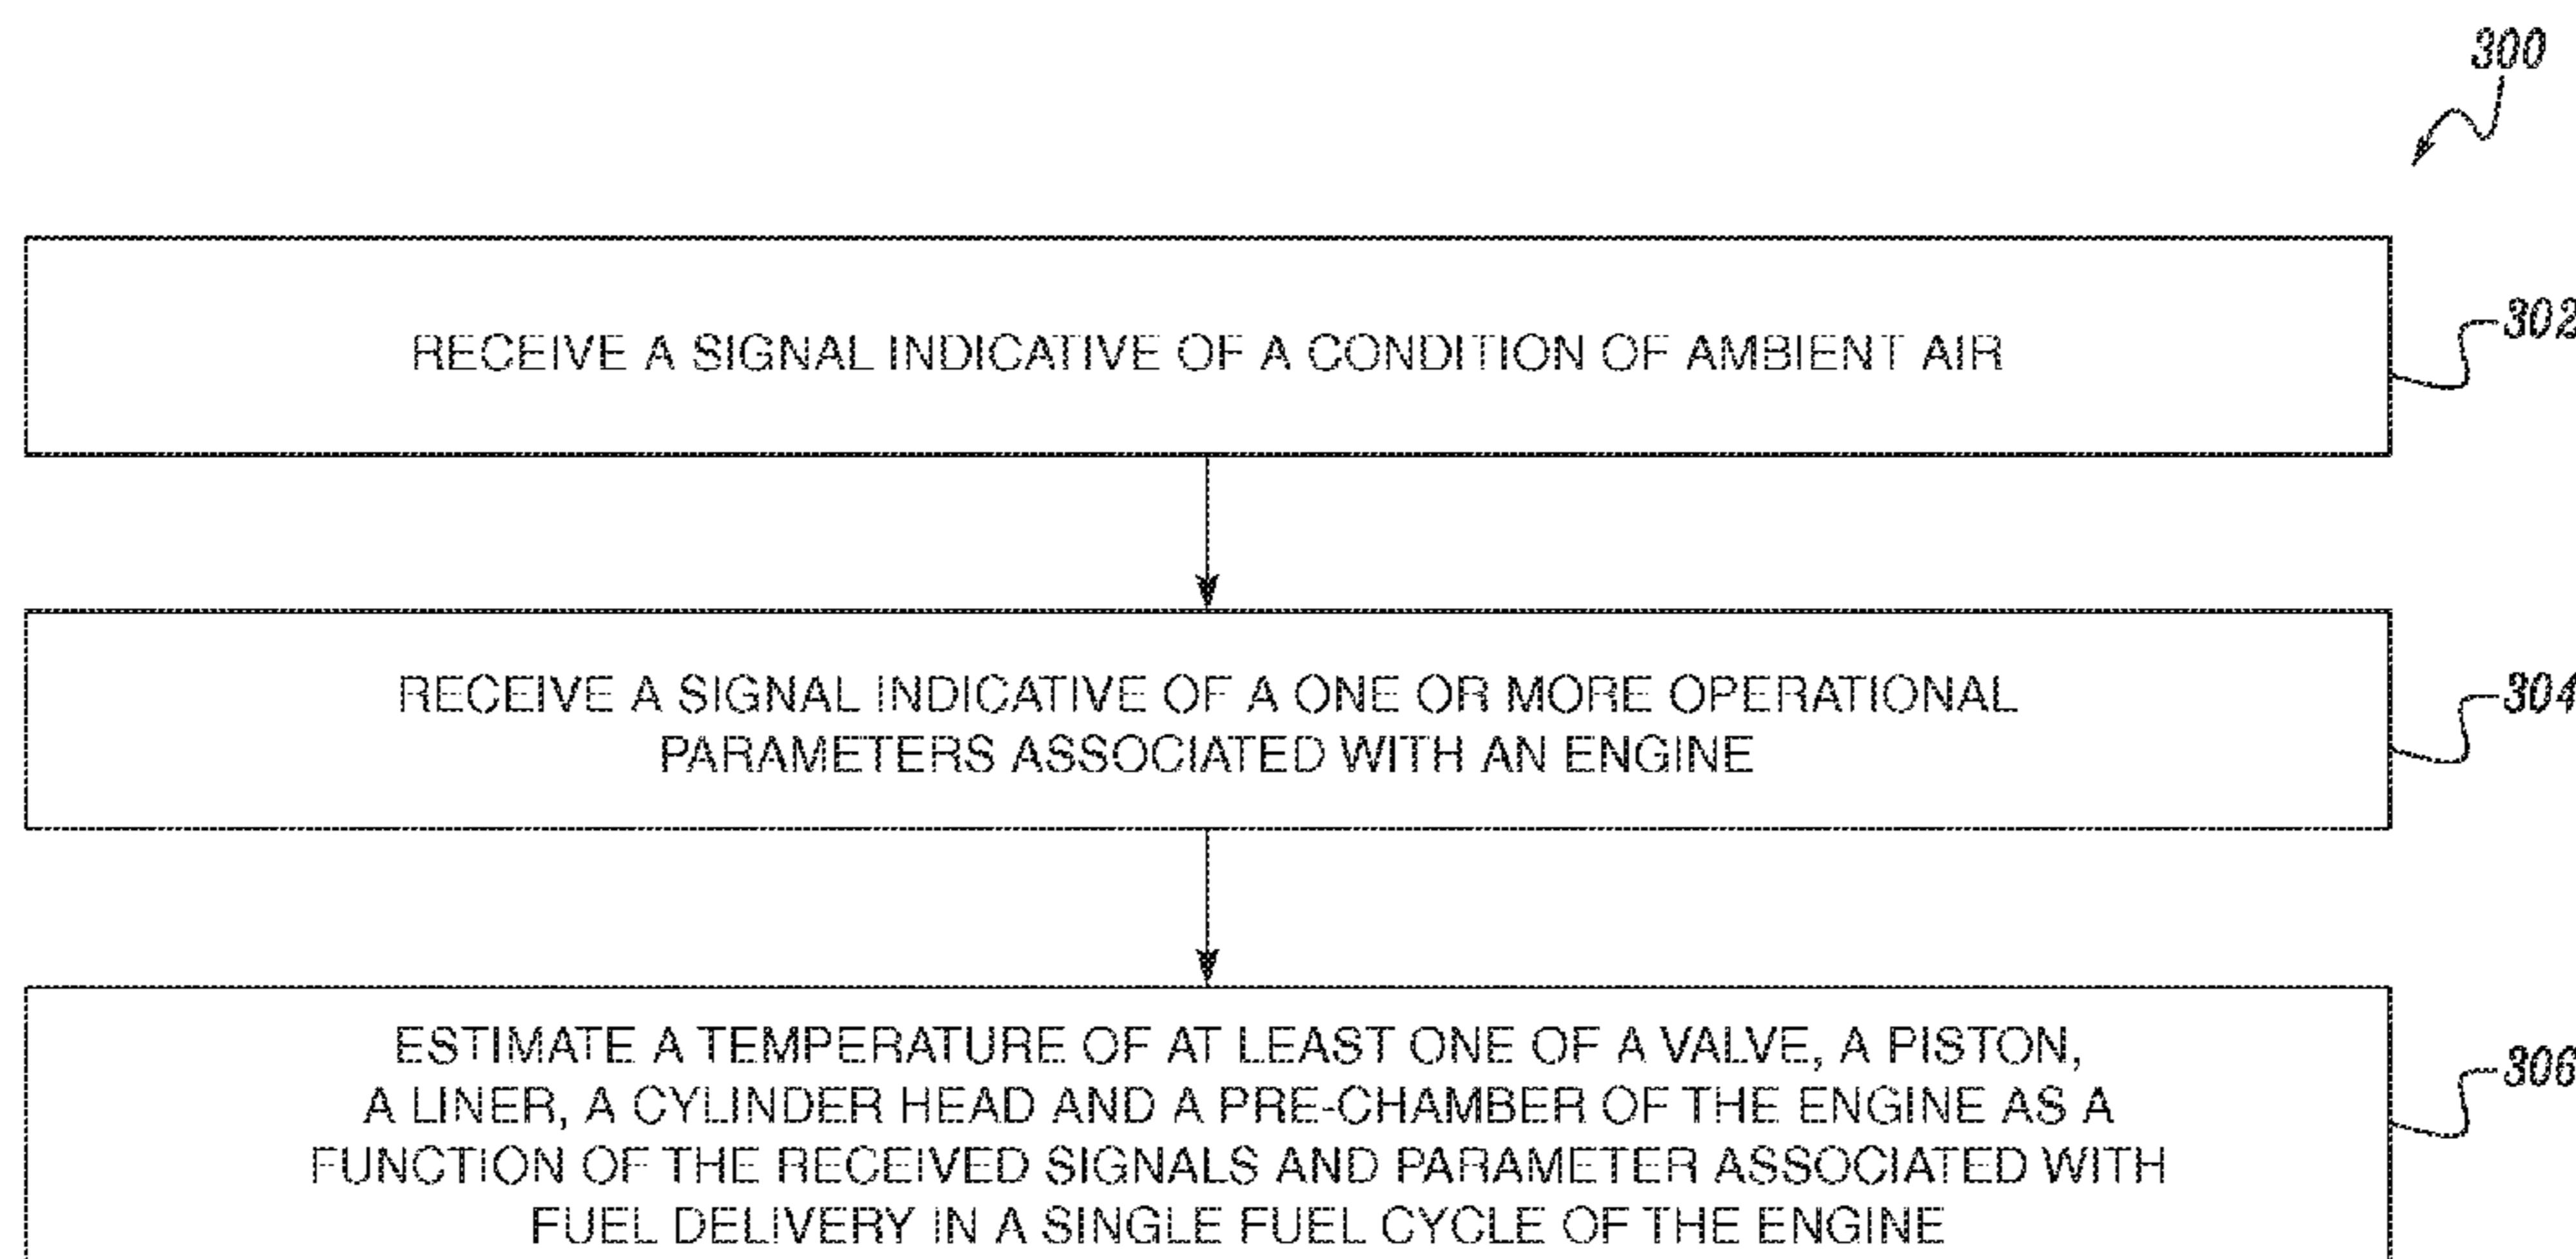 300
RECEIVE A SIGNAL INDICATIVE OF A CONDITION OF AMBIENT AIR
302
RECEIVE A SIGNAL INDICATIVE OF A ONE OR MORE OPERATIONAL
PARAMETERS ASSOCIATED WITH AN ENGINE
304
ESTIMATE A TEMPERATURE OF AT LEAST ONE OF A VALVE, A PISTON,
A LINER, A CYLINDER HEAD AND A PRE-CHAMBER OF THE ENGINE AS A
FUNCTION OF THE RECEIVED SIGNALS AND PARAMETER ASSOCIATED WITH
FUEL DELIVERY IN A SINGLE FUEL CYCLE OF THE ENGINE
306